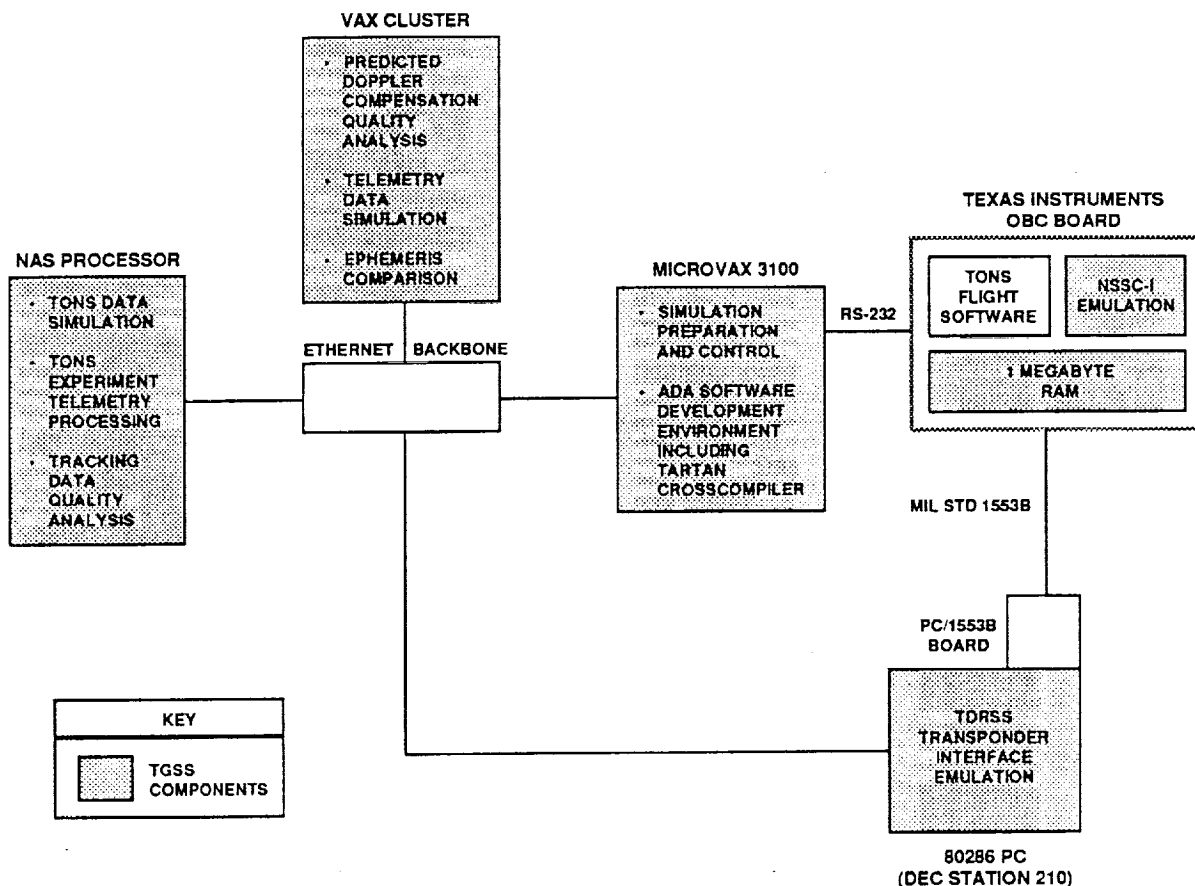 VAX CLUSTER
· PREDICTED
DOPPLER
COMPENSATION
QUALITY
ANALYSIS
· TELEMETRY
DATA
SIMULATION
· EPHEMERIS
COMPARISON
NAS PROCESSOR
· TONS DATA
SIMULATION
· TONS
EXPERIMENT
TELEMETRY
PROCESSING
· TRACKING
DATA
QUALITY
ANALYSIS
ETHERNET BACKBONE
MICROVAX 3100
· SIMULATION
PREPARATION
AND CONTROL
· ADA SOFTWARE
DEVELOPMENT
ENVIRONMENT
INCLUDING
TARTAN
CROSSCOMPILER
RS-232
TEXAS INSTRUMENTS
OBC BOARD
TONS
FLIGHT
SOFTWARE
NSSC-I
EMULATION
1 MEGABYTE
RAM
MIL STD 1553B
PC/1553B
BOARD
TDRSS
TRANSPONDER
INTERFACE
EMULATION
80286 PC
(DEC STATION 210)
KEY
TGSS
COMPONENTS